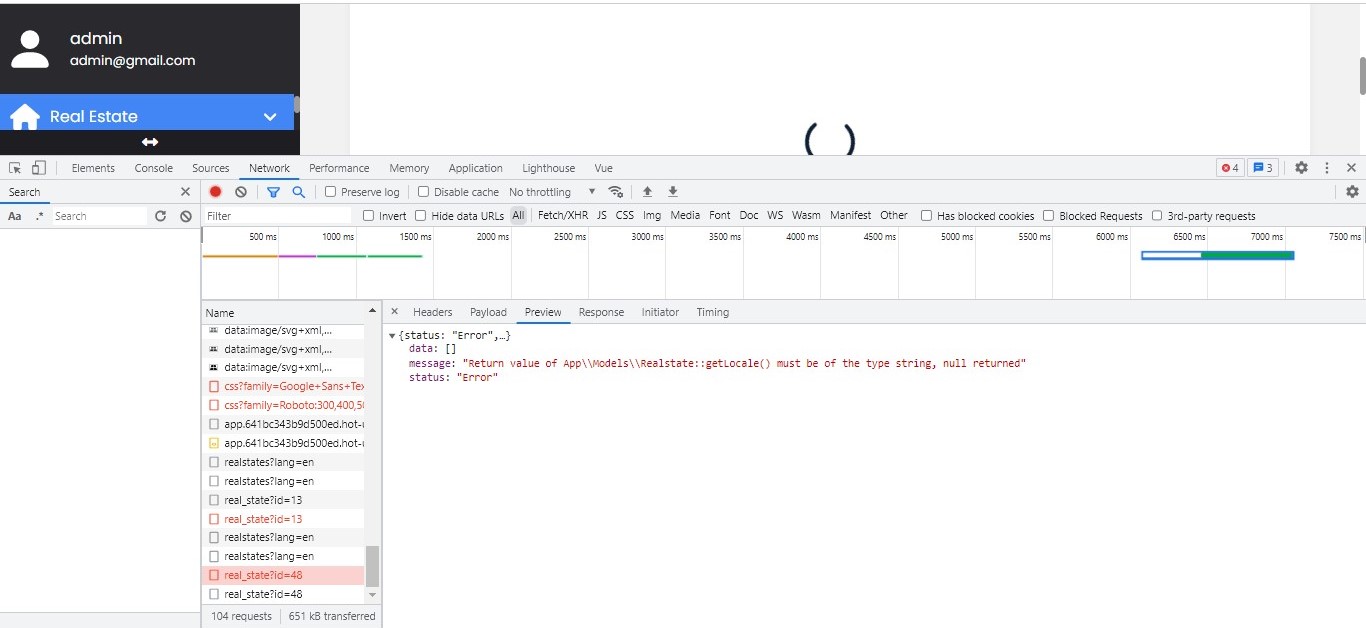 admin
admin@gmail.com
Real Estate
Elements Console Sources Network Performance Memory Application Lighthouse Vue 4 3
Search
Preserve log Disable cache No throttling
Aa .* Search
Filter Invert Hide data URLs All Fetch/XHR JS CSS Img Media Font Doc WS Wasm Manifest Other Has blocked cookies Blocked Requests 3rd-party requests
500 ms 1000 ms 1500 ms 2000 ms 2500 ms 3000 ms 3500 ms 4000 ms 4500 ms 5000 ms 5500 ms 6000 ms 6500 ms 7000 ms 7500 ms
Name
data:image/svg+xml,...
data:image/svg+xml,...
data:image/svg+xml,...
css?family=Google+Sans+Tex
css?family=Roboto:300,400,50
app.641bc343b9d500ed.hot-u
app.641bc343b9d500ed.hot-u
realstates?lang=en
realstates?lang=en
real_state?id=13
real_state?id=13
realstates?lang=en
realstates?lang=en
real_state?id=48
real_state?id=48
104 requests 651 kB transferred
Headers Payload Preview Response Initiator Timing
{status: "Error",…}
data: []
message: "Return value of App\\Models\\Realstate::getLocale() must be of the type string, null returned"
status: "Error"